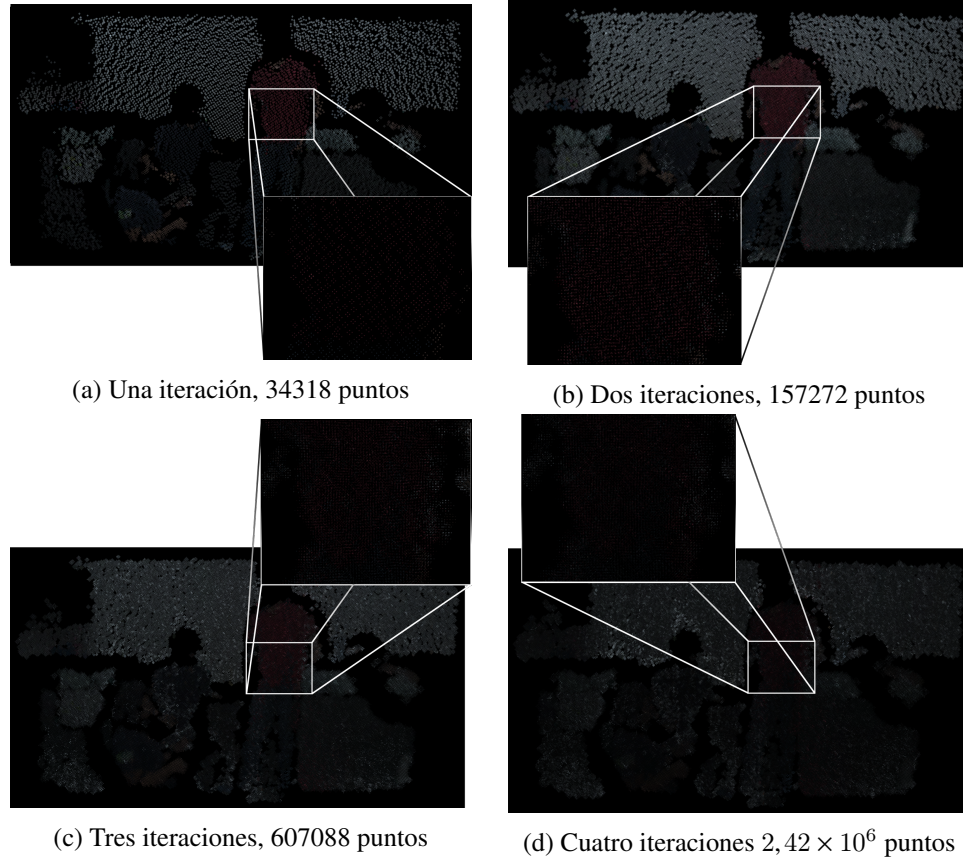 (a) Una iteración, 34318 puntos
(b) Dos iteraciones, 157272 puntos
(c) Tres iteraciones, 607088 puntos
(d) Cuatro iteraciones 2, 42 × 10⁶ puntos